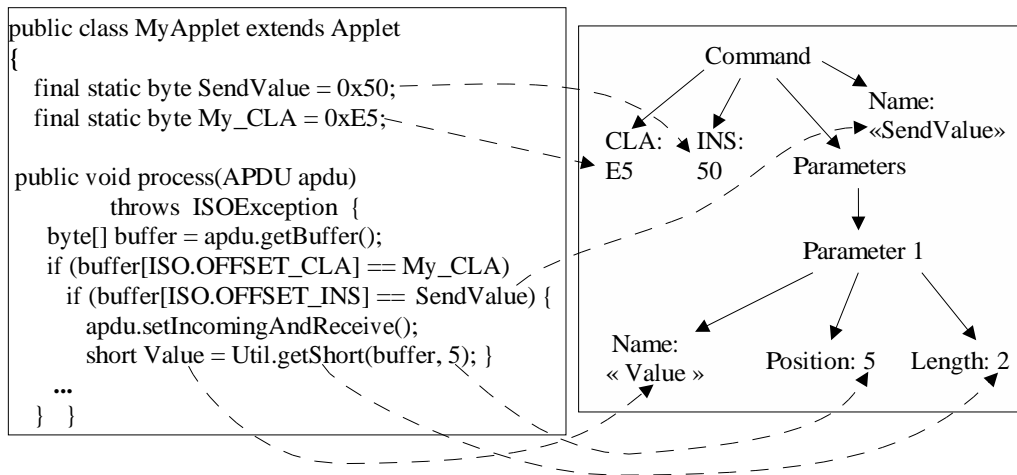 public class MyApplet extends Applet
{
final static byte SendValue = 0x50;
final static byte My_CLA = 0xE5;
public void process(APDU apdu)
throws ISOException {
byte[] buffer = apdu.getBuffer();
if (buffer[ISO.OFFSET_CLA] == My_CLA)
if (buffer[ISO.OFFSET_INS] == SendValue) {
apdu.setIncomingAndReceive();
short Value = Util.getShort(buffer, 5); }
...
} }
Command
Name:
«SendValue»
CLA:
E5
INS:
50
Parameters
Parameter 1
Name:
« Value »
Position: 5
Length: 2